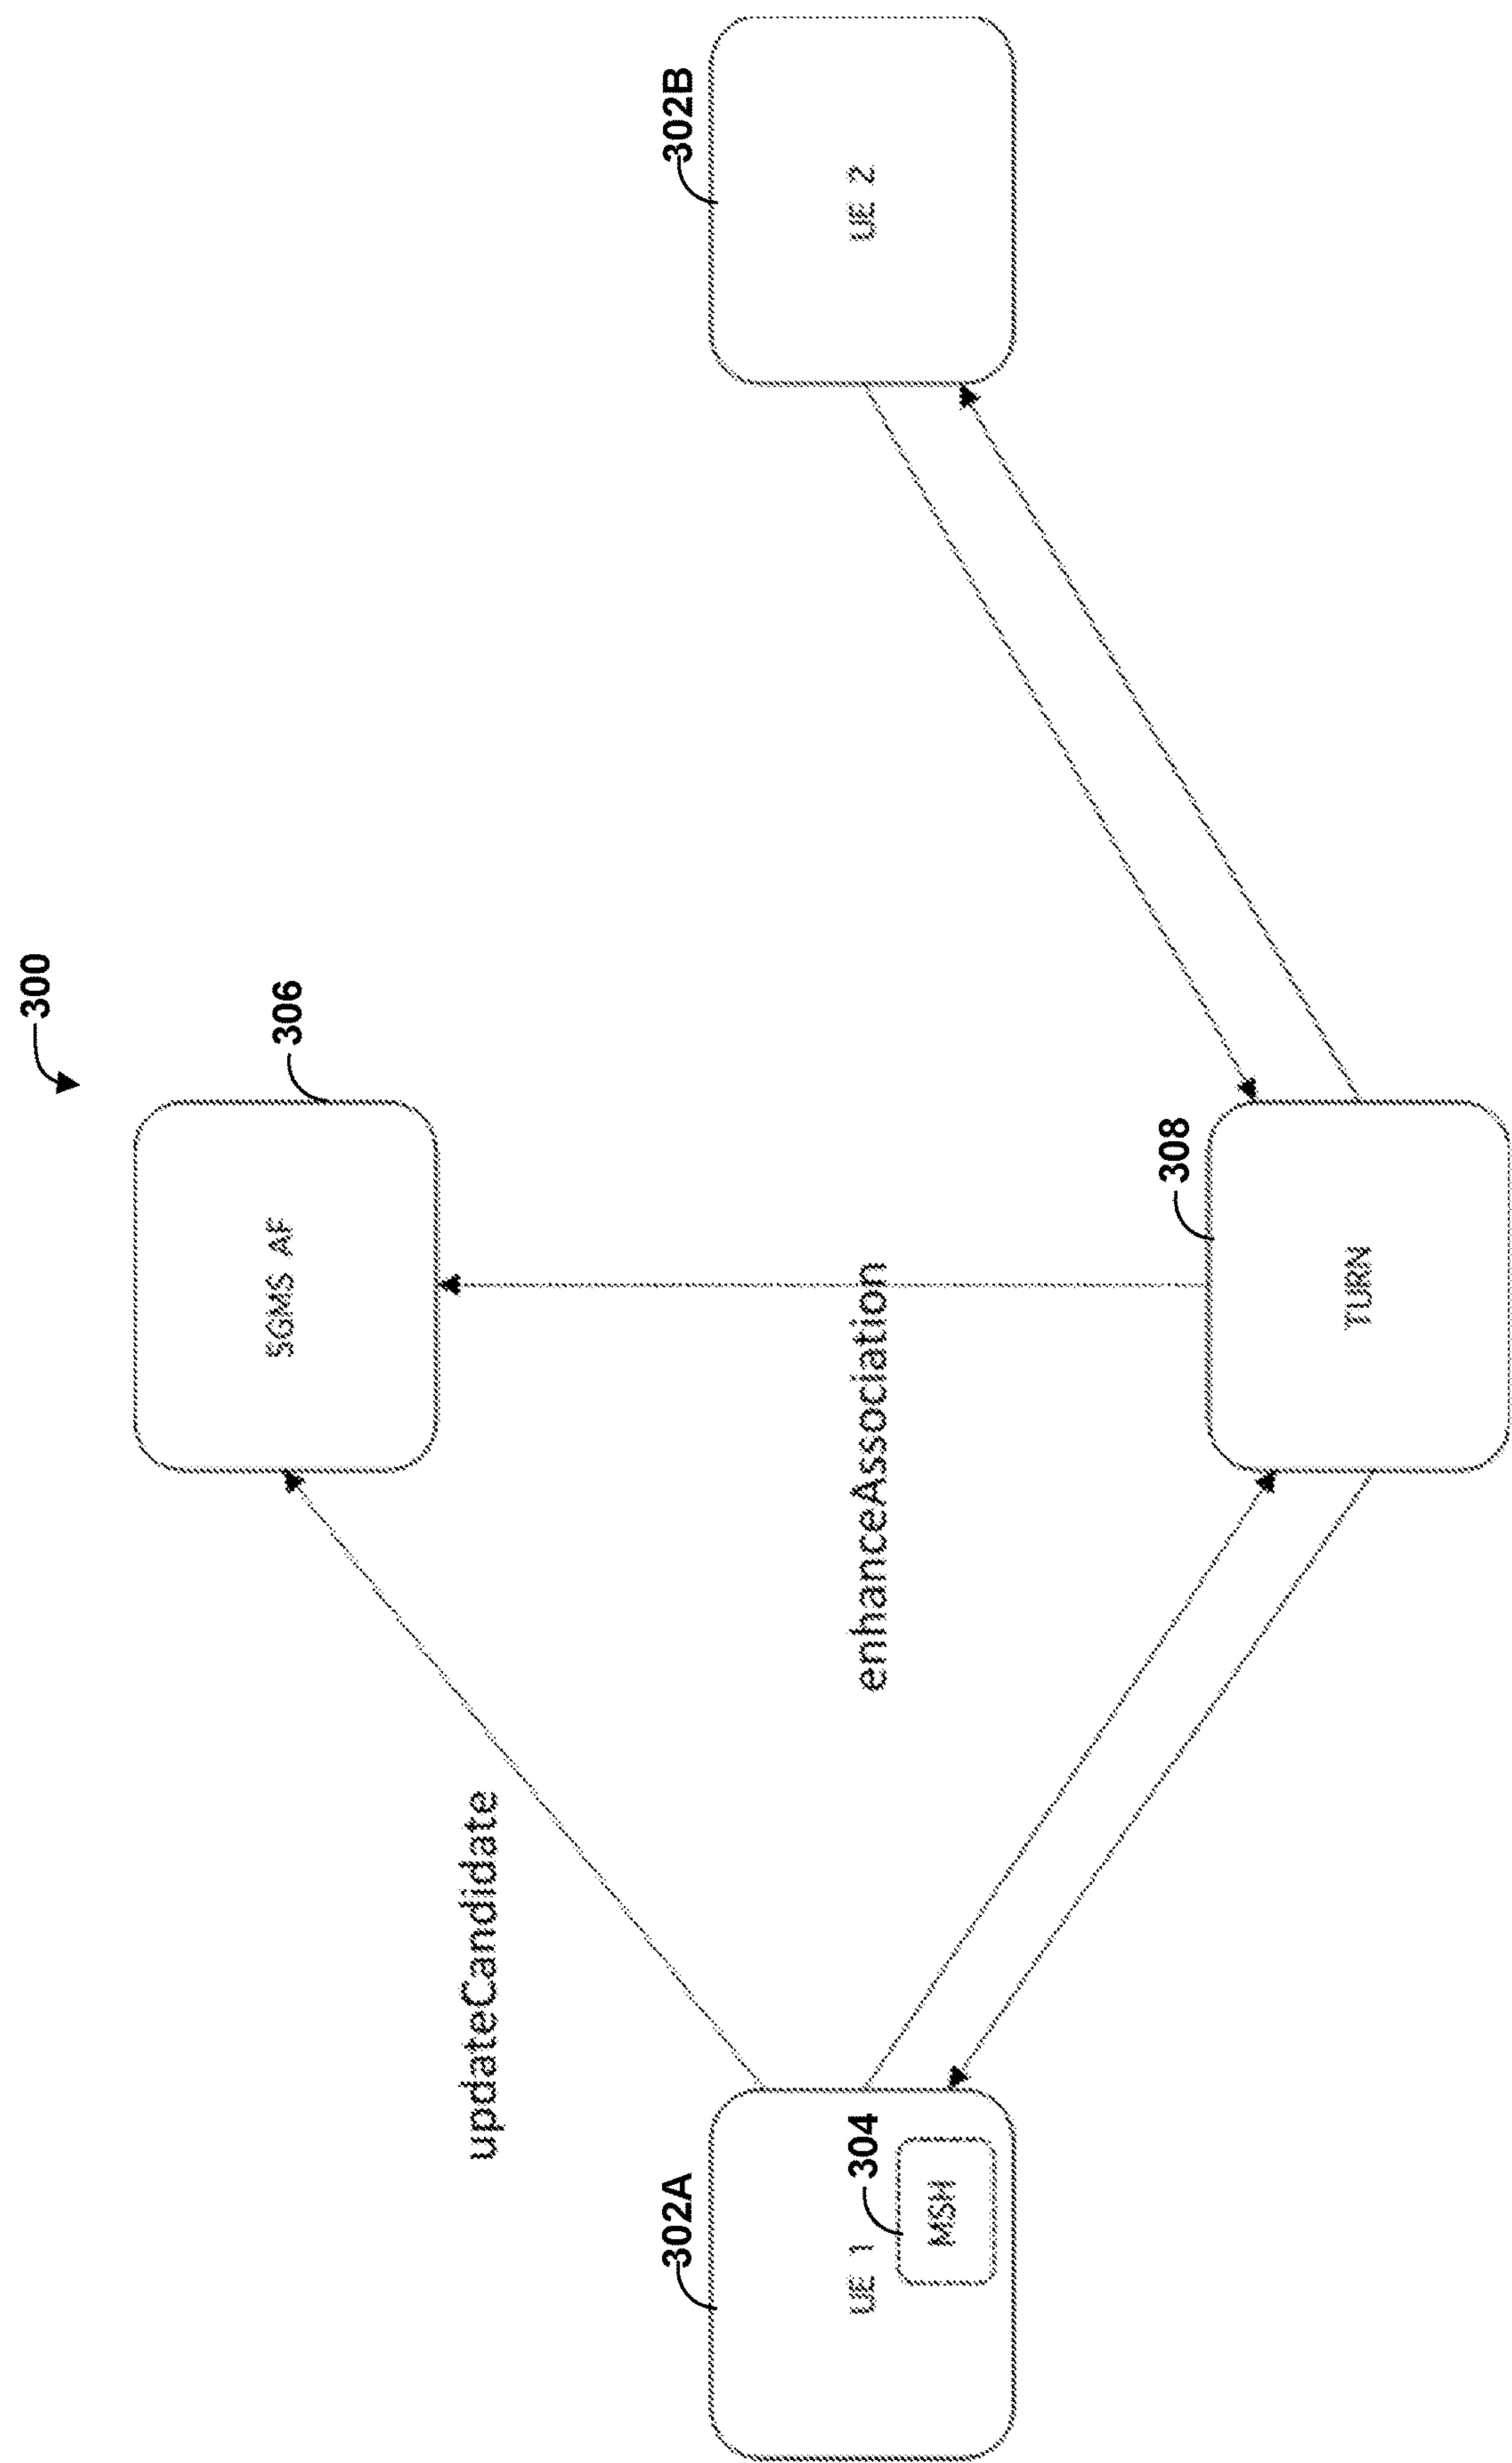 300
306
5GMS AF
updateCandidate
302A
302B
UE 1
304
MSH
enhanceAssociation
UE 2
308
TURN